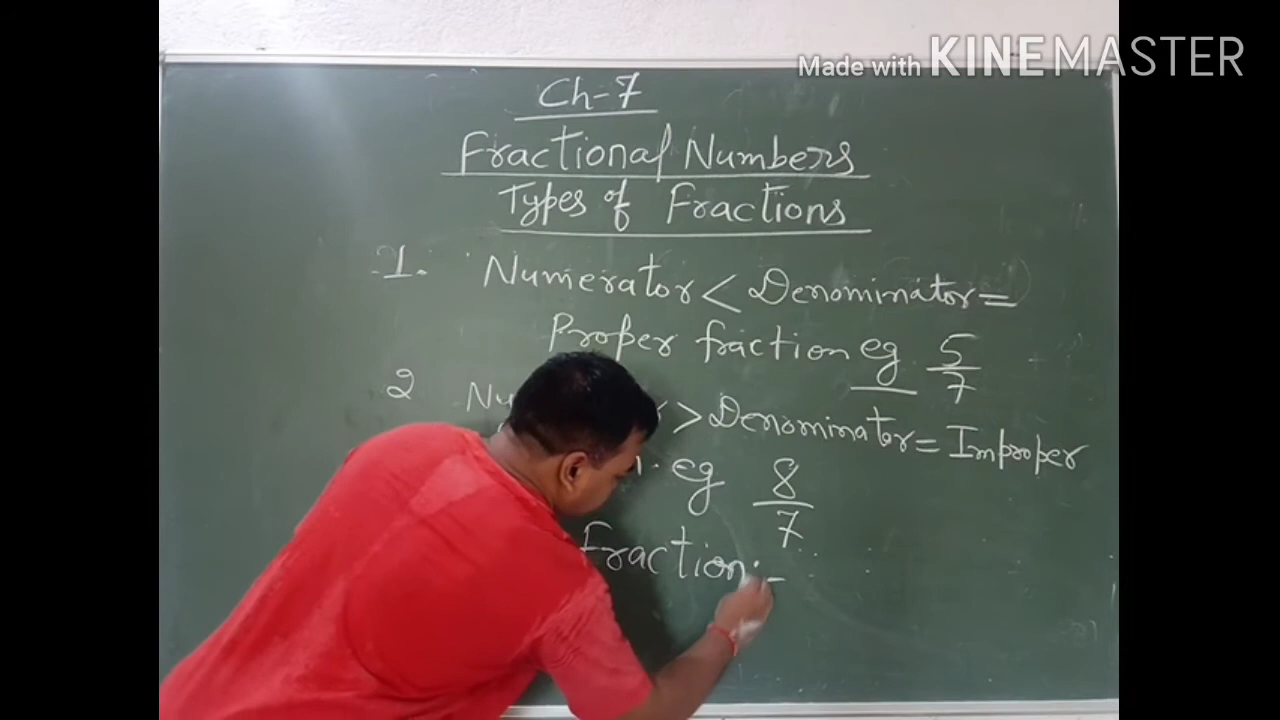 Made with KINEMASTER
Ch-7
Fractional Numbers
Types of Fractions
1. Numerator < Denominator =
Proper fraction eg 5/7
2 > Denominator = Improper
eg 8/7
Fraction:-